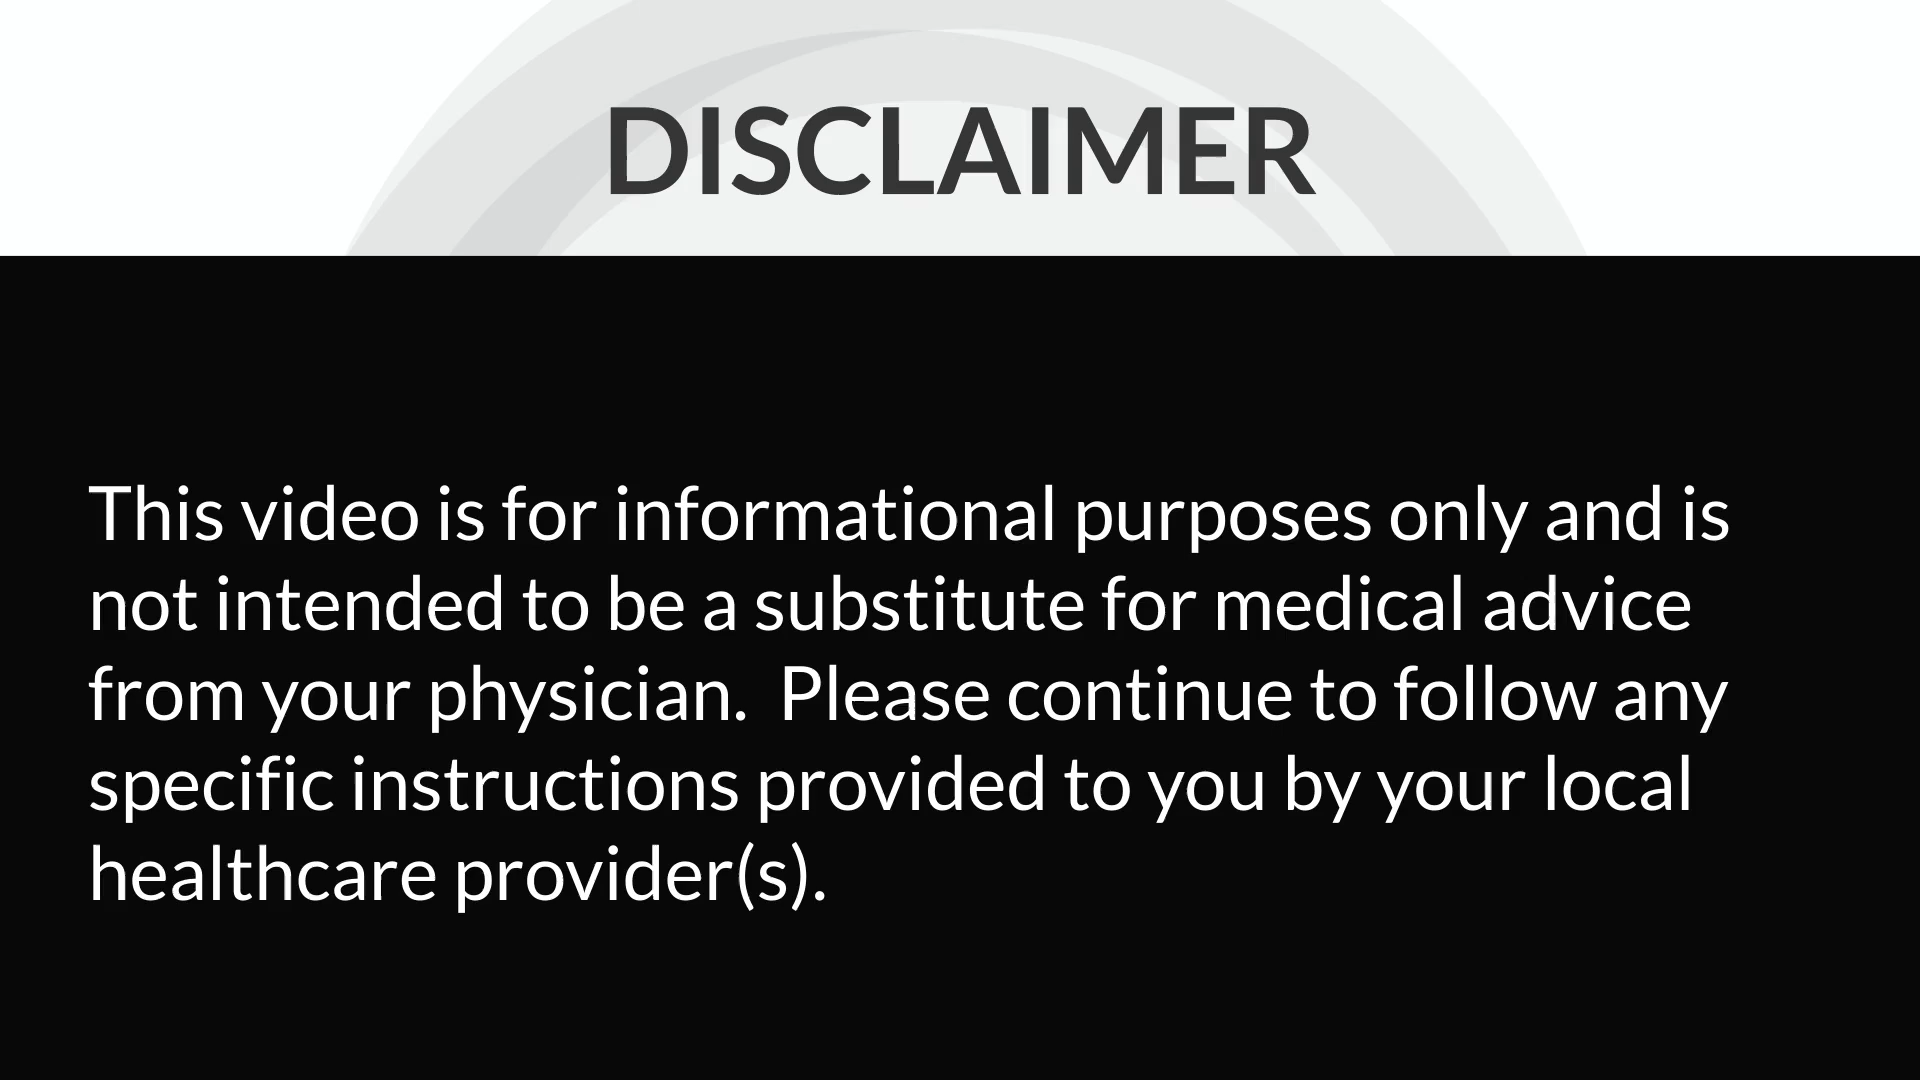 DISCLAIMER
This video is for informational purposes only and is
not intended to be a substitute for medical advice
from your physician.  Please continue to follow any
specific instructions provided to you by your local
healthcare provider(s).